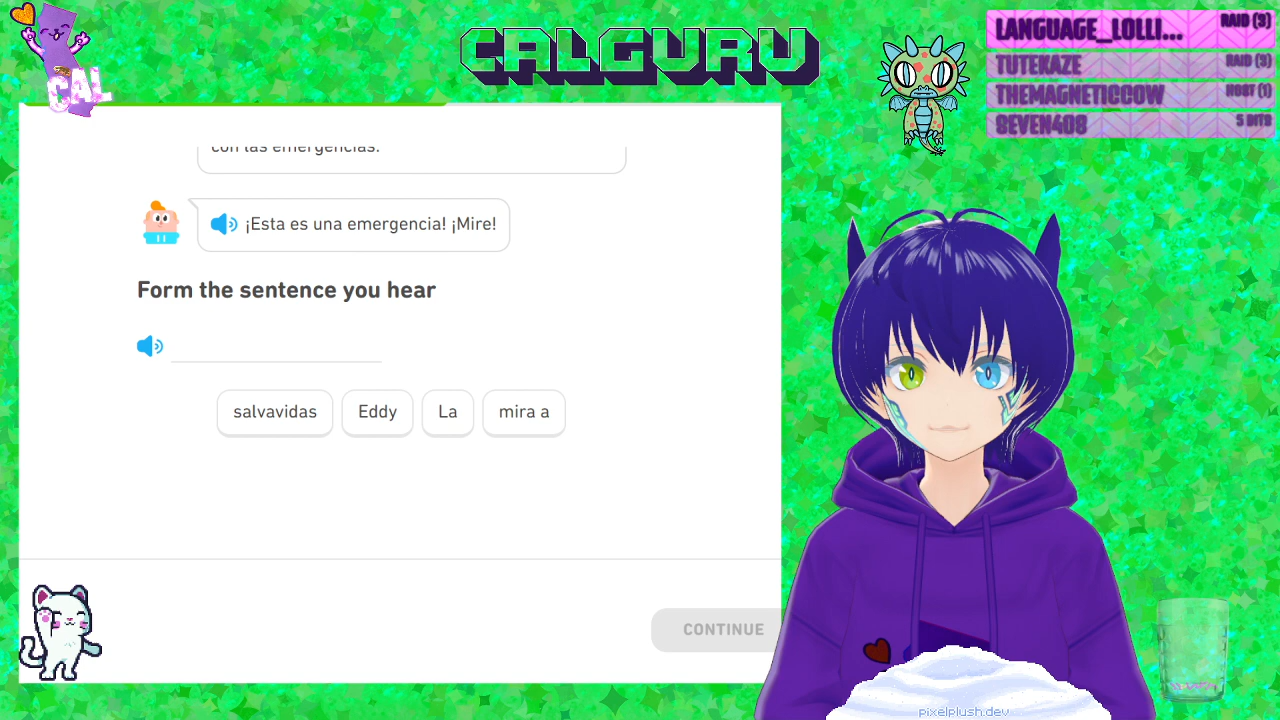 CALGURU
CAL
LANGUAGE_LOLLI... RAID (3)
TUTEKAZE RAID (3)
THEMAGNETICCOW HOST (1)
SEVEN408 5 BITS
con las emergencias.
¡Esta es una emergencia! ¡Mire!
Form the sentence you hear
salvavidas Eddy La mira a
CONTINUE
pixelplush.dev